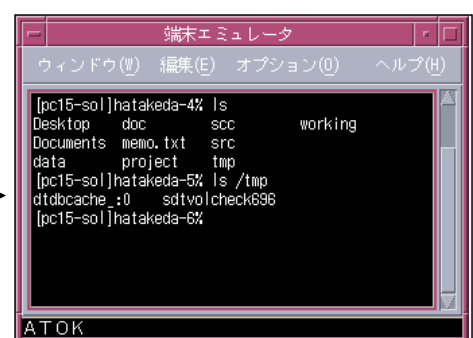 端末エミュレータ
ウィンドウ(W) 編集(E) オプション(O) ヘルプ(H)
[pc15-sol]hatakeda-4% ls
Desktop doc scc working
Documents memo.txt src
data project tmp
[pc15-sol]hatakeda-5% ls /tmp
dtdbcache_:0 sdtvolcheck696
[pc15-sol]hatakeda-6%
ATOK